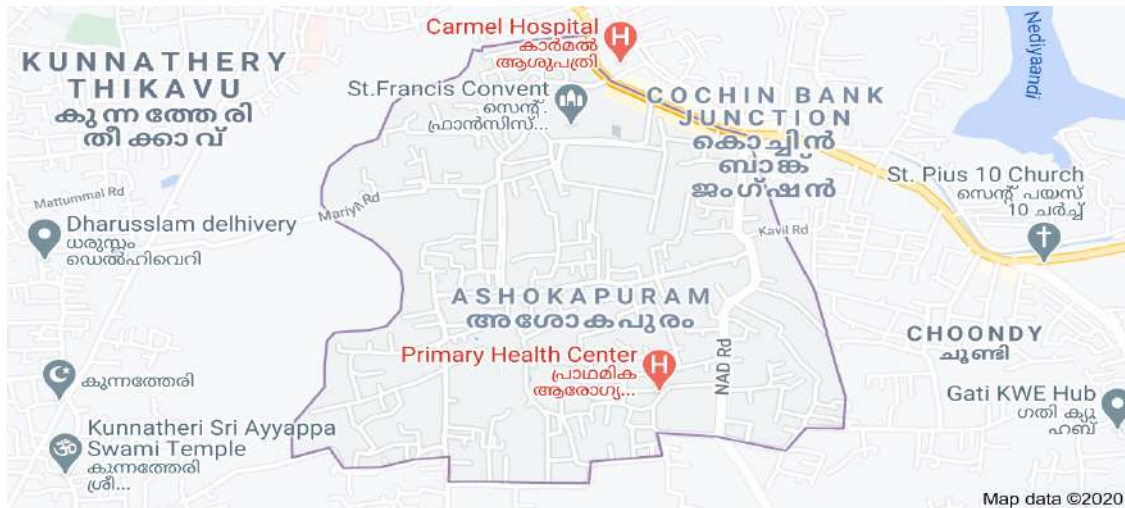 Carmel Hospital
കാർമൽ
ആശുപത്രി
Nediyaandi
KUNNATHERY
THIKAVU
കുന്നത്തേരി
തീക്കാവ്
St.Francis Convent
സെന്റ്.
ഫ്രാൻസിസ്...
COCHIN BANK
JUNCTION
കൊച്ചിൻ
ബാങ്ക്
ജംഗ്ഷൻ
St. Pius 10 Church
സെന്റ് പയസ്
10 ചർച്ച്
Mattummal Rd
Mariya Rd
Dharusslam delhivery
ധരുസ്ലം
ഡെൽഹിവെറി
Kavil Rd
ASHOKAPURAM
അശോകപുരം
CHOONDY
ചൂണ്ടി
Primary Health Center
പ്രാഥമിക
ആരോഗ്യ...
NAD Rd
കുന്നത്തേരി
Gati KWE Hub
ഗതി ക്യൂ
ഹബ്
Kunnatheri Sri Ayyappa
Swami Temple
കുന്നത്തേരി
ശ്രീ...
Map data ©2020